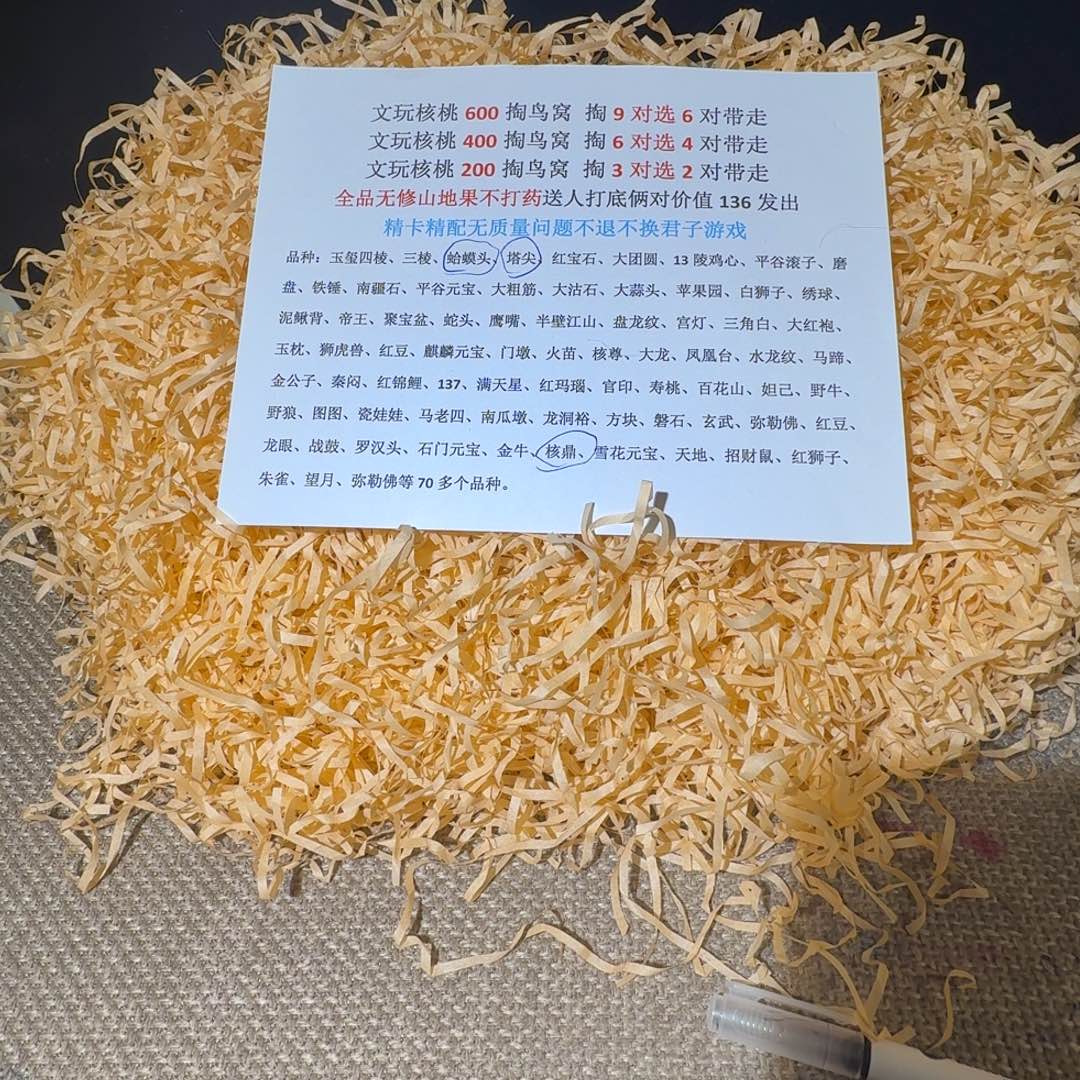 文玩核桃 600 掏鸟窝 掏 9 对选 6 对带走
文玩核桃 400 掏鸟窝 掏 6 对选 4 对带走
文玩核桃 200 掏鸟窝 掏 3 对选 2 对带走
全品无修山地果不打药送人打底俩对价值 136 发出
精卡精配无质量问题不退不换君子游戏
品种：玉玺四棱、三棱、蛤蟆头、塔尖、红宝石、大团圆、13 陵鸡心、平谷滚子、磨
盘、铁锤、南疆石、平谷元宝、大粗筋、大沽石、大蒜头、苹果园、白狮子、绣球、
泥鳅背、帝王、聚宝盆、蛇头、鹰嘴、半壁江山、盘龙纹、宫灯、三角白、大红袍、
玉枕、狮虎兽、红豆、麒麟元宝、门墩、火苗、核尊、大龙、凤凰台、水龙纹、马蹄、
金公子、秦闷、红锦鲤、137、满天星、红玛瑙、官印、寿桃、百花山、妲己、野牛、
野狼、图图、瓷娃娃、马老四、南瓜墩、龙洞裕、方块、磐石、玄武、弥勒佛、红豆、
龙眼、战鼓、罗汉头、石门元宝、金牛、核鼎、雪花元宝、天地、招财鼠、红狮子、
朱雀、望月、弥勒佛等 70 多个品种。